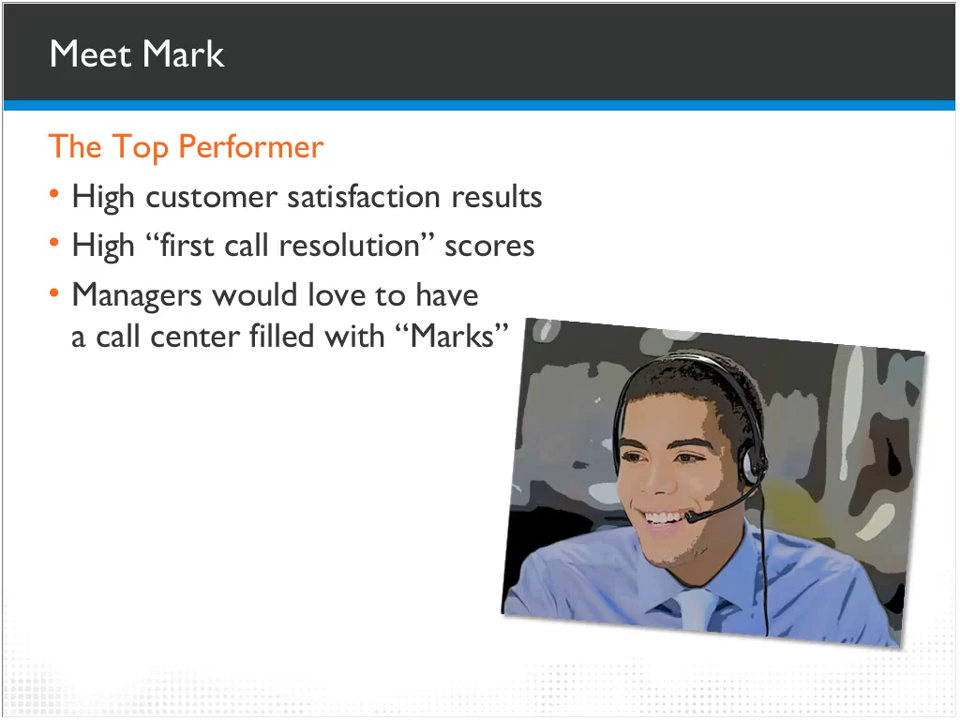 Meet Mark
The Top Performer
• High customer satisfaction results
• High “first call resolution” scores
• Managers would love to have
a call center filled with “Marks”